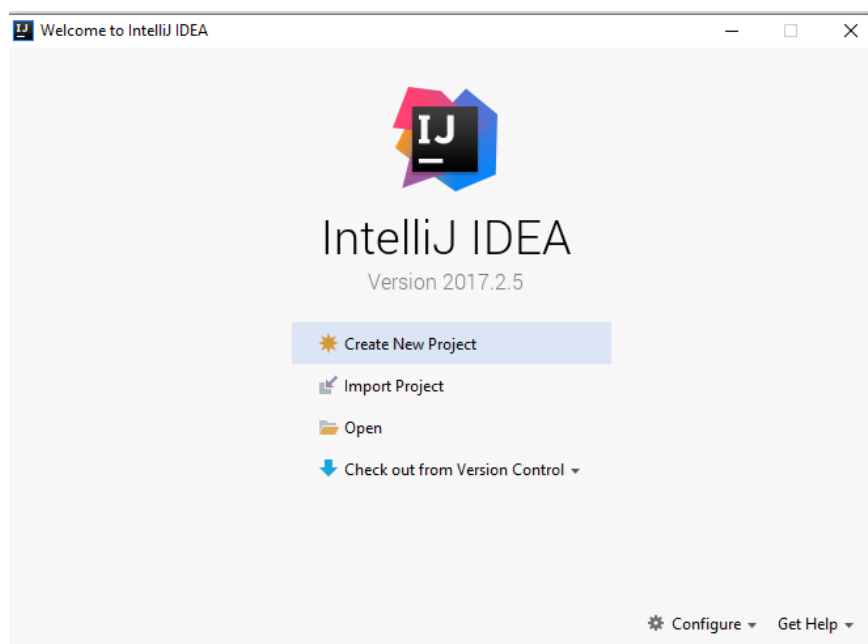 Welcome to IntelliJ IDEA
IJ
IntelliJ IDEA
Version 2017.2.5
Create New Project
Import Project
Open
Check out from Version Control
Configure Get Help